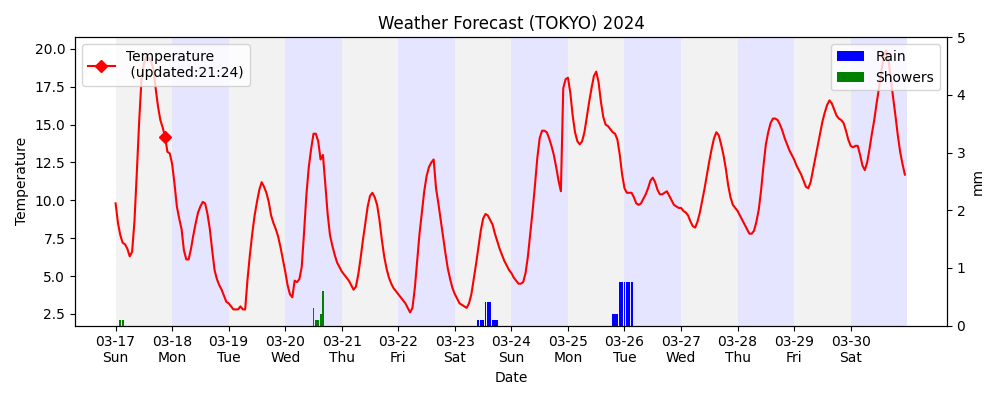 Weather Forecast (TOKYO) 2024
Temperature
(updated:21:24)
Rain
Showers
20.0
17.5
15.0
12.5
10.0
7.5
5.0
2.5
Temperature
5
4
3
2
1
0
mm
03-17 03-18 03-19 03-20 03-21 03-22 03-23 03-24 03-25 03-26 03-27 03-28 03-29 03-30
Sun Mon Tue Wed Thu Fri Sat Sun Mon Tue Wed Thu Fri Sat
Date